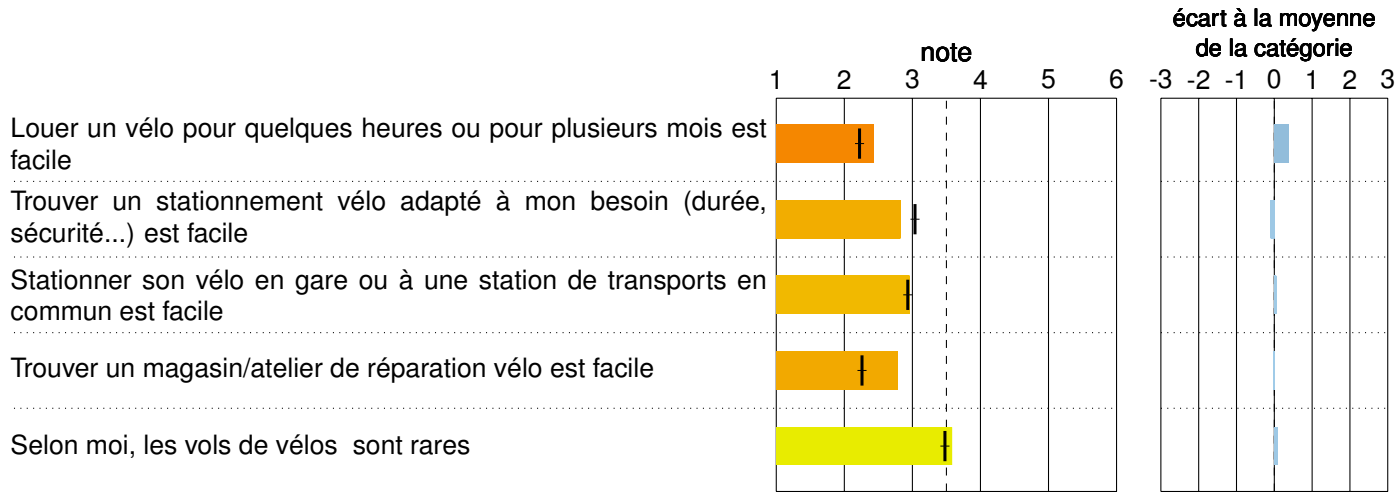 écart à la moyenne
de la catégorie
note
1 2 3 4 5 6
-3 -2 -1 0 1 2 3
Louer un vélo pour quelques heures ou pour plusieurs mois est
facile
Trouver un stationnement vélo adapté à mon besoin (durée,
sécurité...) est facile
Stationner son vélo en gare ou à une station de transports en
commun est facile
Trouver un magasin/atelier de réparation vélo est facile
Selon moi, les vols de vélos sont rares